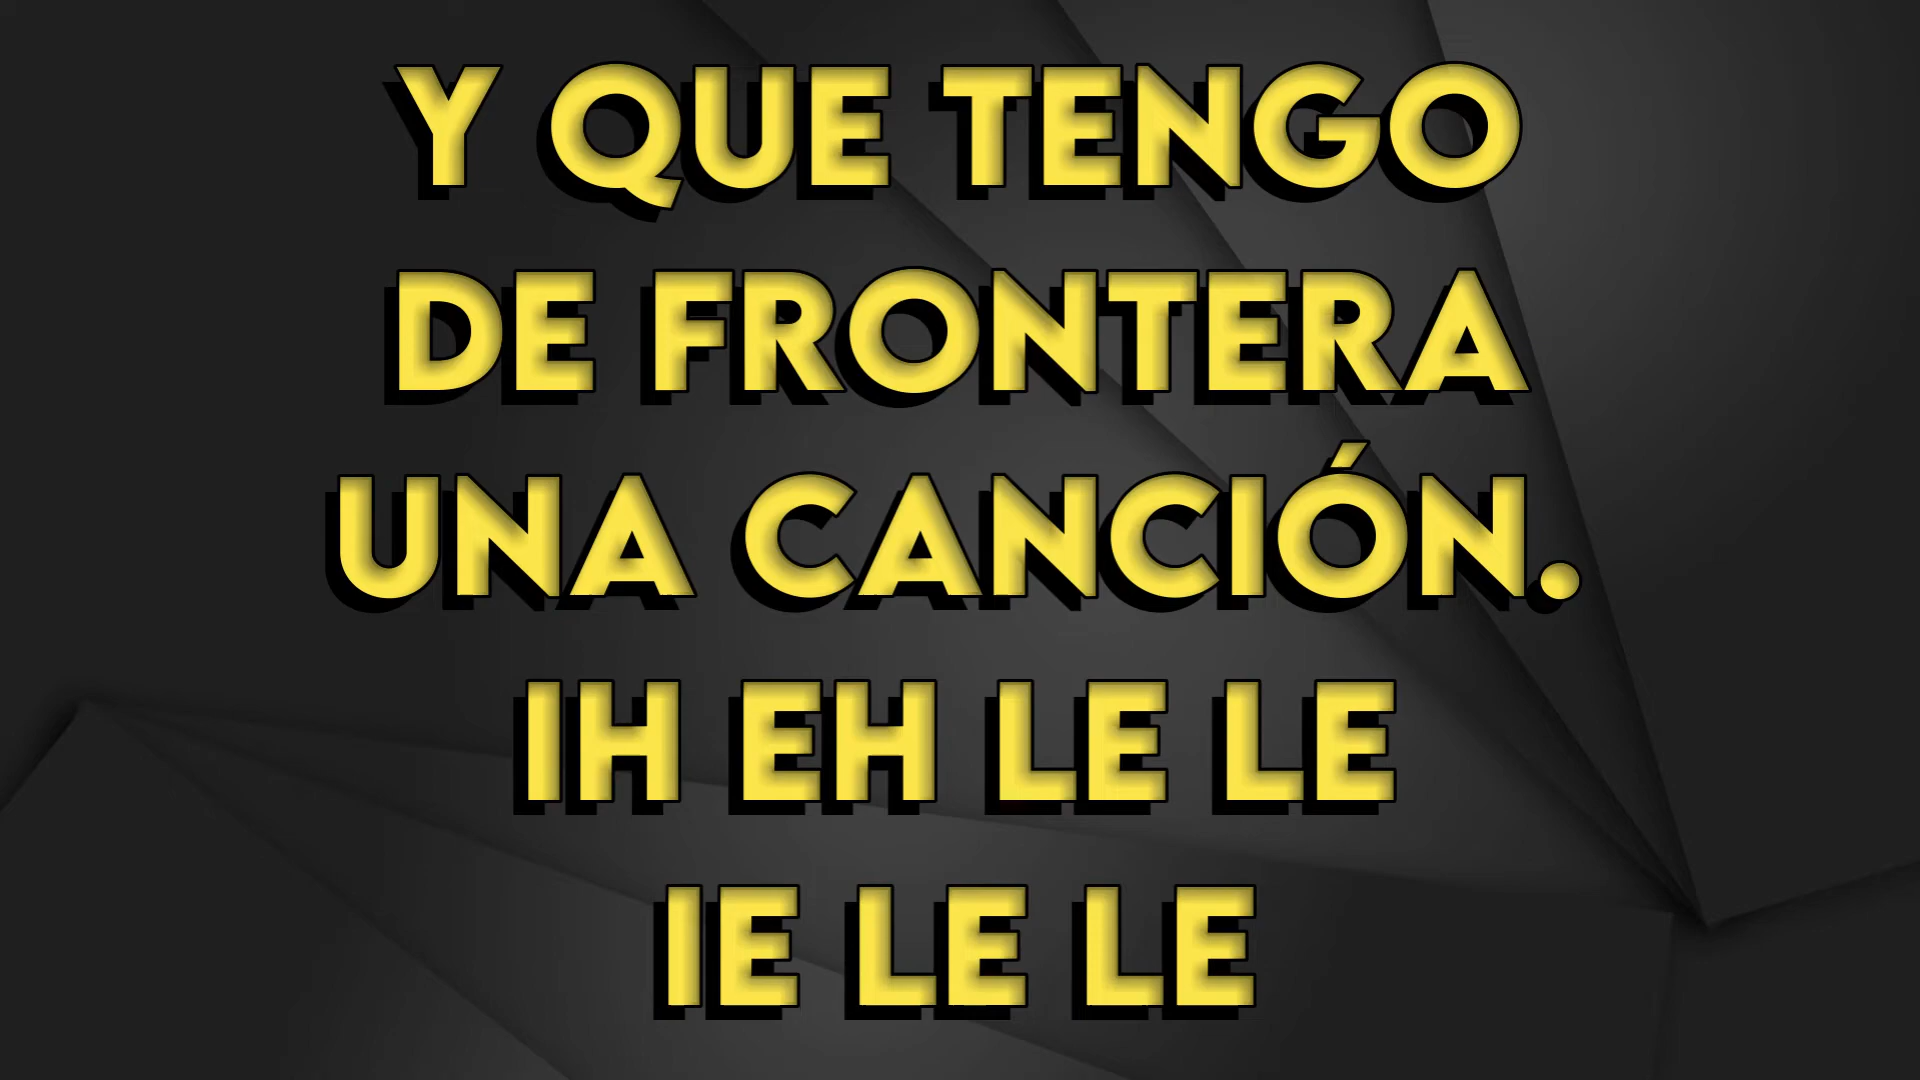 Y QUE TENGO
DE FRONTERA
UNA CANCIÓN.
IH EH LE LE
IE LE LE